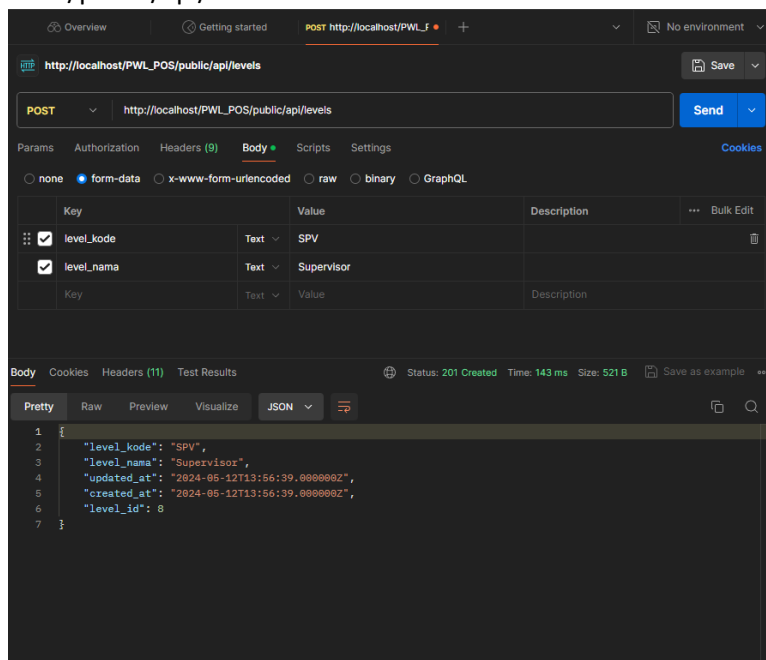 Overview Getting started POST http://localhost/PWL_F + No environment
HTTP http://localhost/PWL_POS/public/api/levels Save
POST http://localhost/PWL_POS/public/api/levels Send
Params Authorization Headers (9) Body Scripts Settings Cookies
none form-data x-www-form-urlencoded raw binary GraphQL
Key Value Description ••• Bulk Edit
level_kode Text SPV
level_nama Text Supervisor
Key Text Value Description
Body Cookies Headers (11) Test Results Status: 201 Created Time: 143 ms Size: 521 B Save as example
Pretty Raw Preview Visualize JSON
1 {
2 "level_kode": "SPV",
3 "level_nama": "Supervisor",
4 "updated_at": "2024-05-12T13:56:39.000000Z",
5 "created_at": "2024-05-12T13:56:39.000000Z",
6 "level_id": 8
7 }